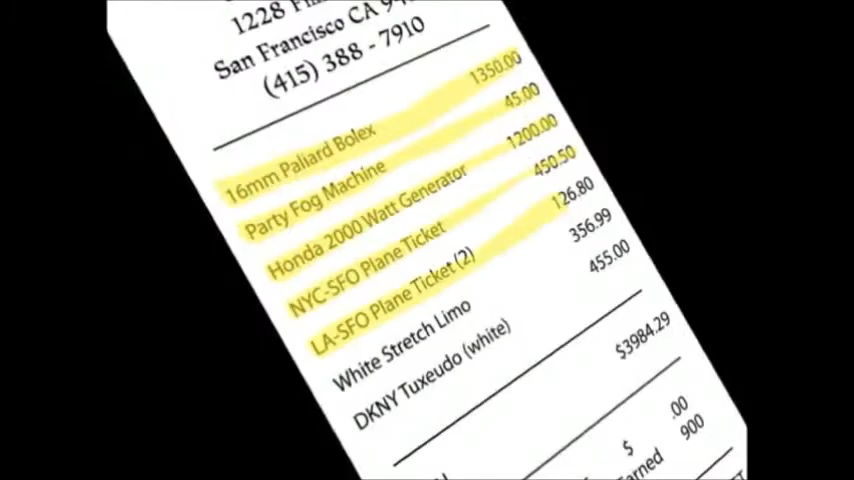 1228
San Francisco CA
(415) 388 - 7910
16mm Paliard Bolex 1350.00
Party Fog Machine 45.00
Honda 2000 Watt Generator 1200.00
NYC-SFO Plane Ticket 450.50
LA-SFO Plane Ticket (2) 126.80
White Stretch Limo 356.99
DKNY Tuxeudo (white) 455.00
$3984.29
$ .00
900